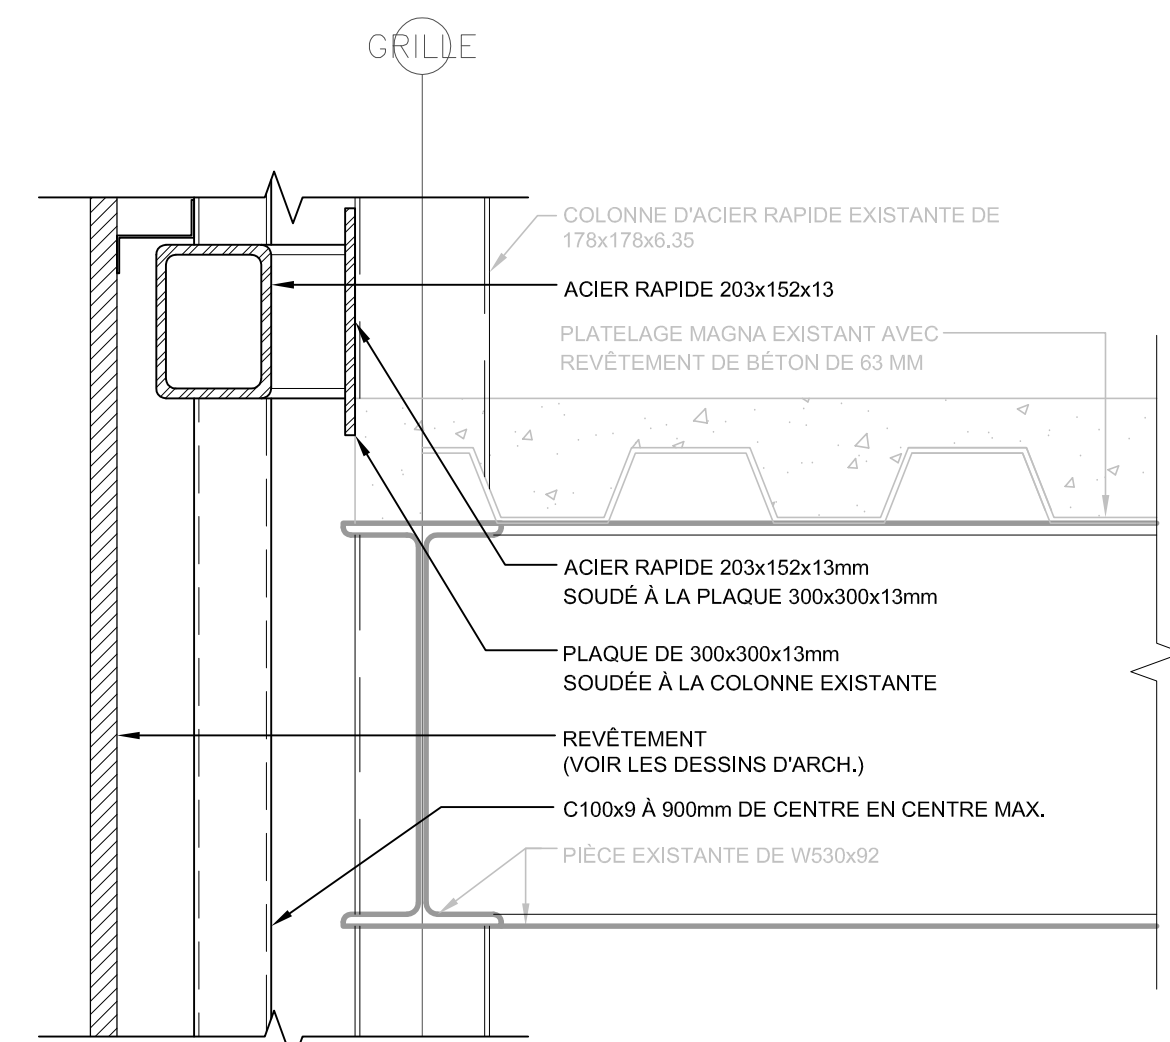 GRILLE
COLONNE D'ACIER RAPIDE EXISTANTE DE
178x178x6.35
ACIER RAPIDE 203x152x13
PLATELAGE MAGNA EXISTANT AVEC
REVÊTEMENT DE BÉTON DE 63 MM
ACIER RAPIDE 203x152x13mm
SOUDÉ À LA PLAQUE 300x300x13mm
PLAQUE DE 300x300x13mm
SOUDÉE À LA COLONNE EXISTANTE
REVÊTEMENT
(VOIR LES DESSINS D'ARCH.)
C100x9 À 900mm DE CENTRE EN CENTRE MAX.
PIÈCE EXISTANTE DE W530x92